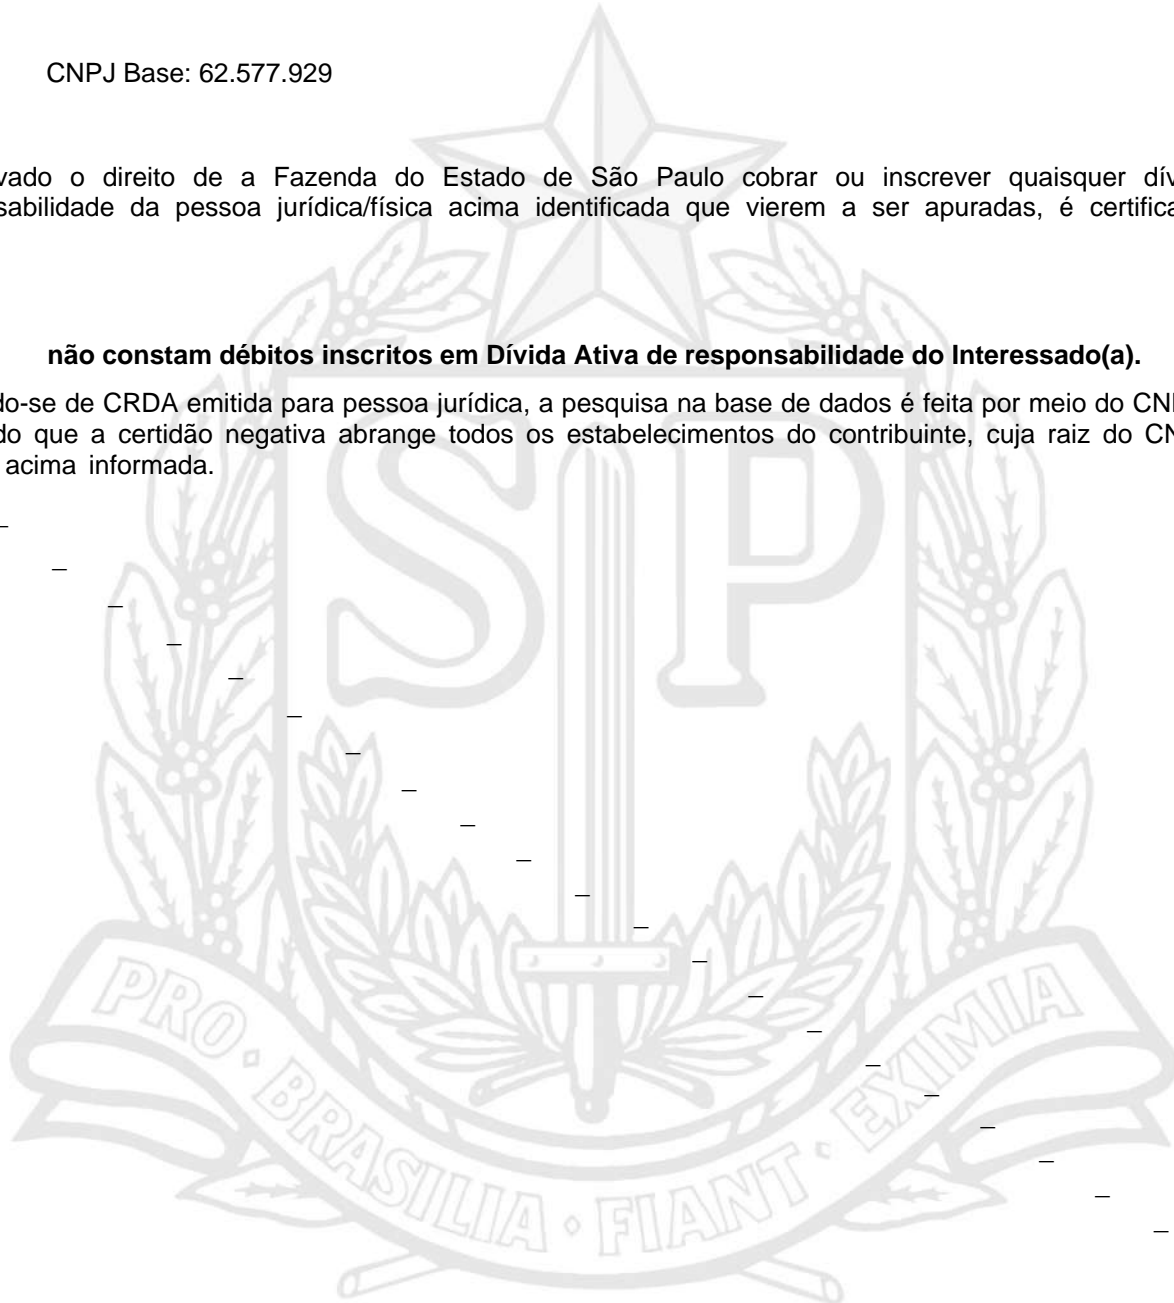 CNPJ Base: 62.577.929
vado o direito de a Fazenda do Estado de São Paulo cobrar ou inscrever quaisquer dív
sabilidade da pessoa jurídica/física acima identificada que vierem a ser apuradas, é certifica
não constam débitos inscritos em Dívida Ativa de responsabilidade do Interessado(a).
do-se de CRDA emitida para pessoa jurídica, a pesquisa na base de dados é feita por meio do CN
do que a certidão negativa abrange todos os estabelecimentos do contribuinte, cuja raiz do CN
acima informada.
SP
PRO BRASILIA FIANT EXIMIA